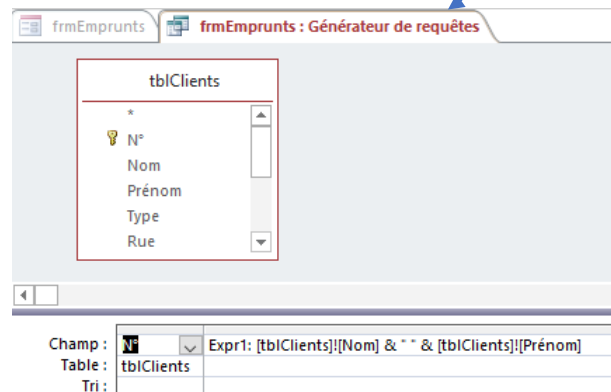 frmEmprunts
frmEmprunts : Générateur de requêtes
tblClients
*
N°
Nom
Prénom
Type
Rue
Champ : N° Expr1: [tblClients]![Nom] & " " & [tblClients]![Prénom]
Table : tblClients
Tri :